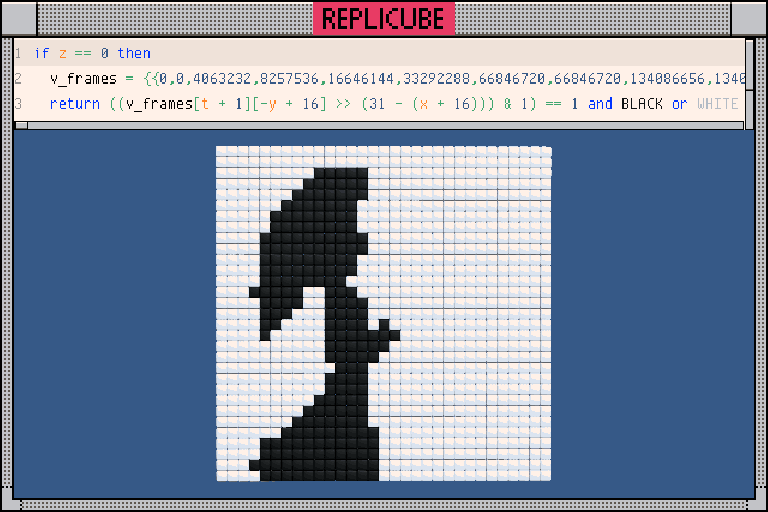 REPLICUBE
1 if z == 0 then
2 v_frames = {{0,0,4063232,8257536,16646144,33292288,66846720,66846720,134086656,1340
3 return ((v_frames[t + 1][-y + 16] >> (31 - (x + 16))) & 1) == 1 and BLACK or WHITE